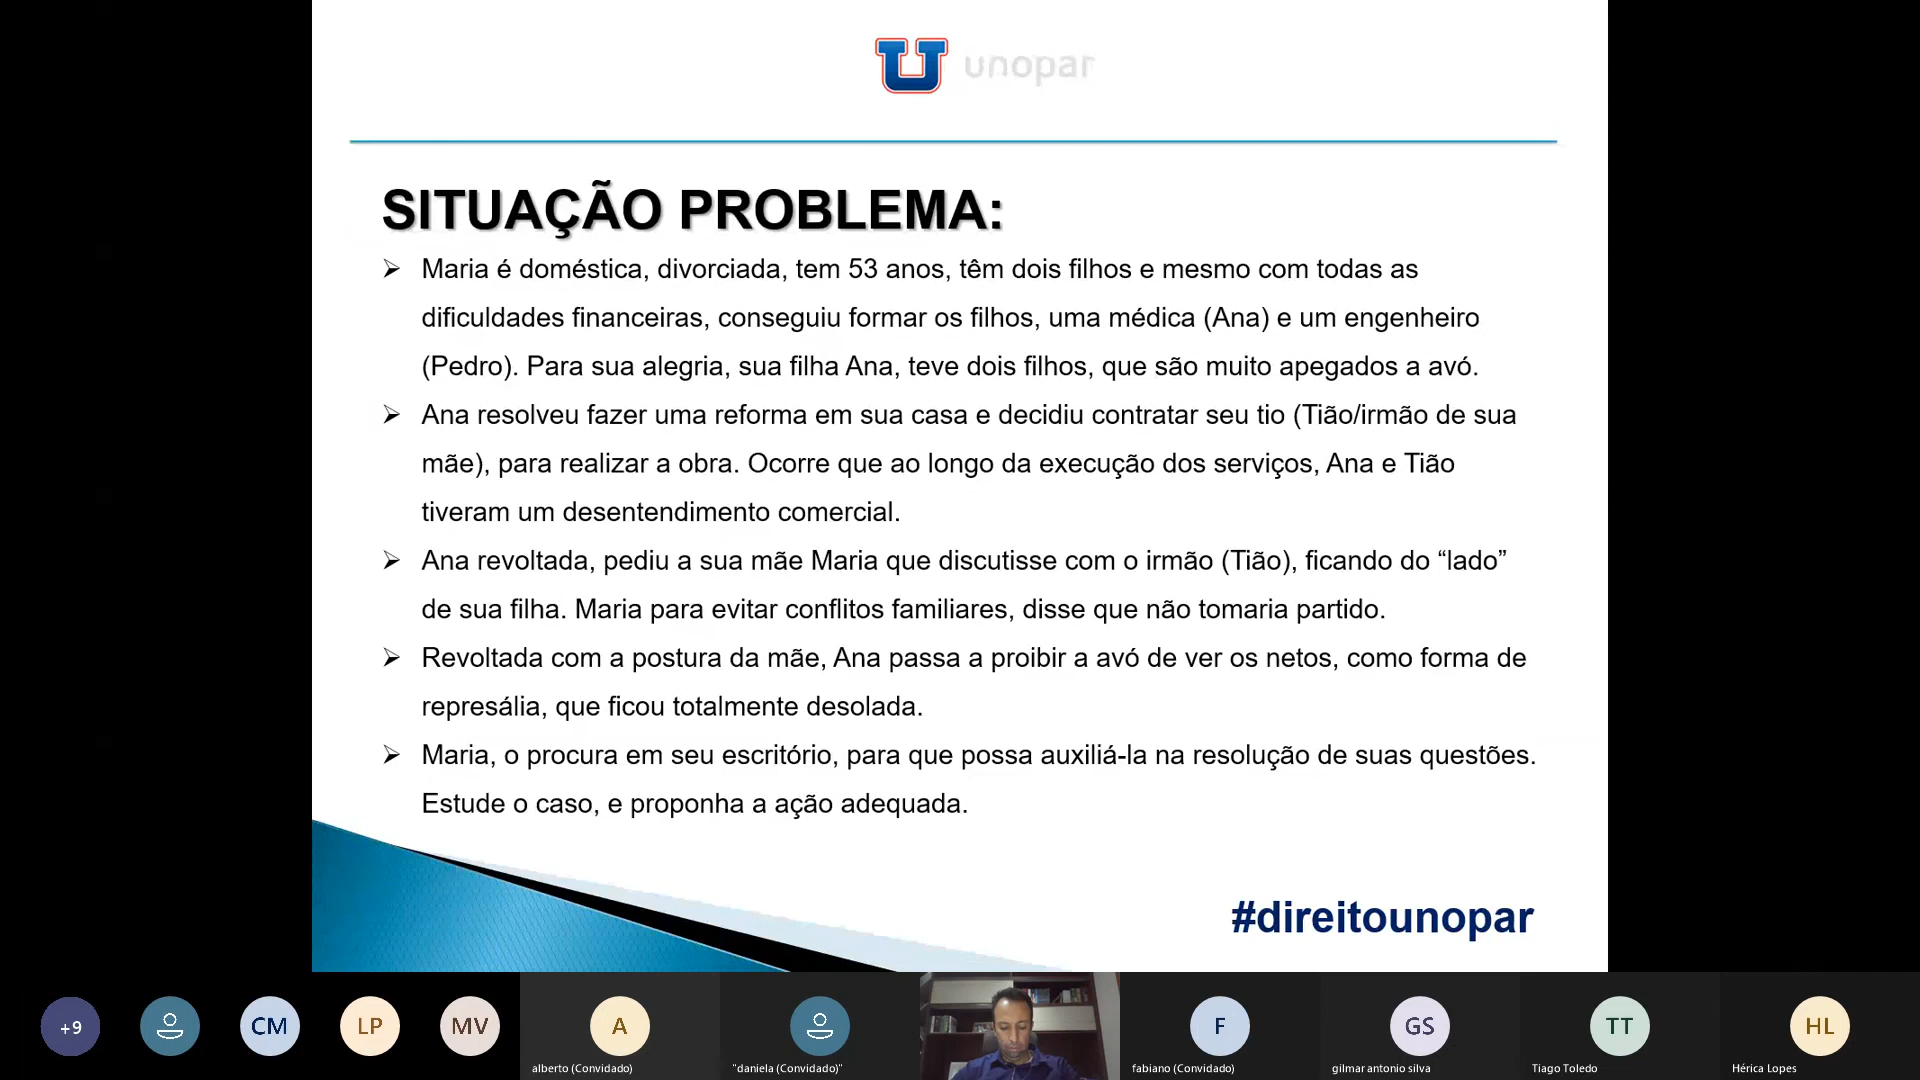 unopar
SITUAÇÃO PROBLEMA:
Maria é doméstica, divorciada, tem 53 anos, têm dois filhos e mesmo com todas as
dificuldades financeiras, conseguiu formar os filhos, uma médica (Ana) e um engenheiro
(Pedro). Para sua alegria, sua filha Ana, teve dois filhos, que são muito apegados a avó.
Ana resolveu fazer uma reforma em sua casa e decidiu contratar seu tio (Tião/irmão de sua
mãe), para realizar a obra. Ocorre que ao longo da execução dos serviços, Ana e Tião
tiveram um desentendimento comercial.
Ana revoltada, pediu a sua mãe Maria que discutisse com o irmão (Tião), ficando do “lado”
de sua filha. Maria para evitar conflitos familiares, disse que não tomaria partido.
Revoltada com a postura da mãe, Ana passa a proibir a avó de ver os netos, como forma de
represália, que ficou totalmente desolada.
Maria, o procura em seu escritório, para que possa auxiliá-la na resolução de suas questões.
Estude o caso, e proponha a ação adequada.
#direitounopar
+9 CM LP MV A F GS TT HL
alberto (Convidado) "daniela (Convidado)" fabiano (Convidado) gilmar antonio silva Tiago Toledo Hérica Lopes